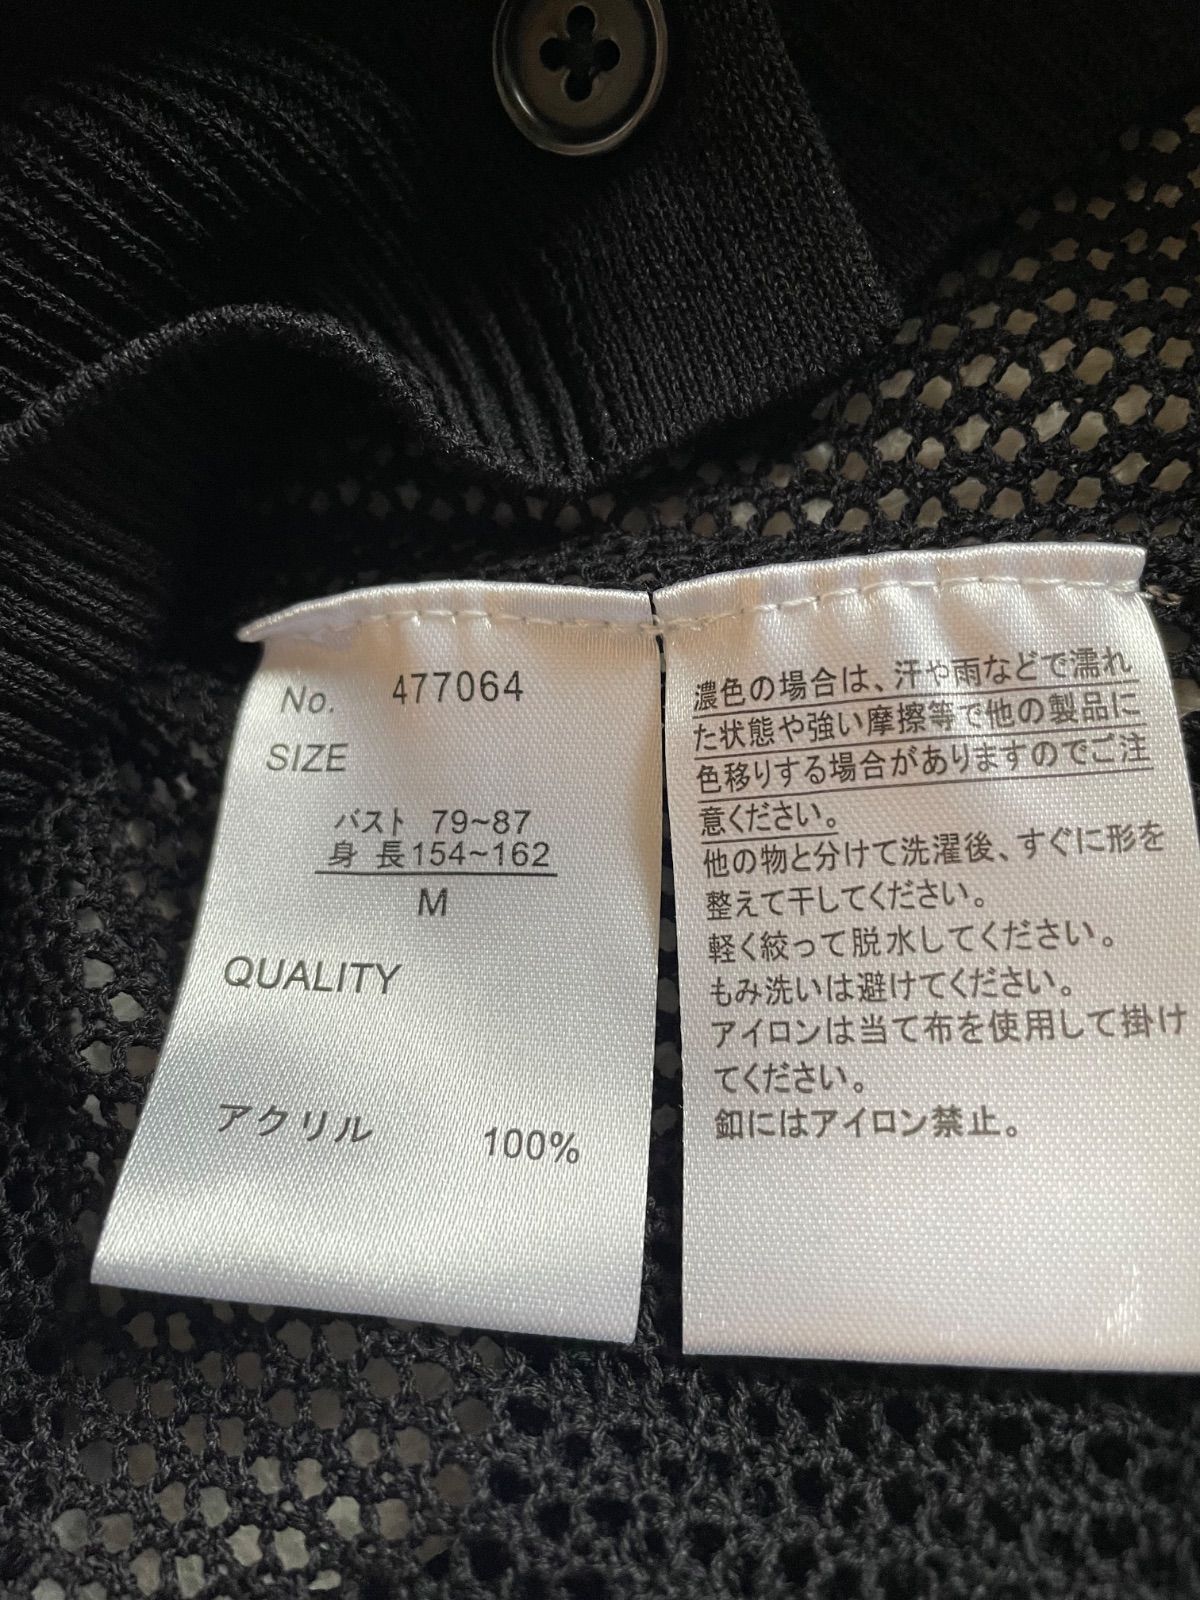 No. 477064
SIZE
バスト 79~87
身 長154~162
M
QUALITY
アクリル 100%
濃色の場合は、汗や雨などで濡れ
た状態や強い摩擦等で他の製品に
色移りする場合がありますのでご注
意ください。
他の物と分けて洗濯後、すぐに形を
整えて干してください。
軽く絞って脱水してください。
もみ洗いは避けてください。
アイロンは当て布を使用して掛け
てください。
釦にはアイロン禁止。